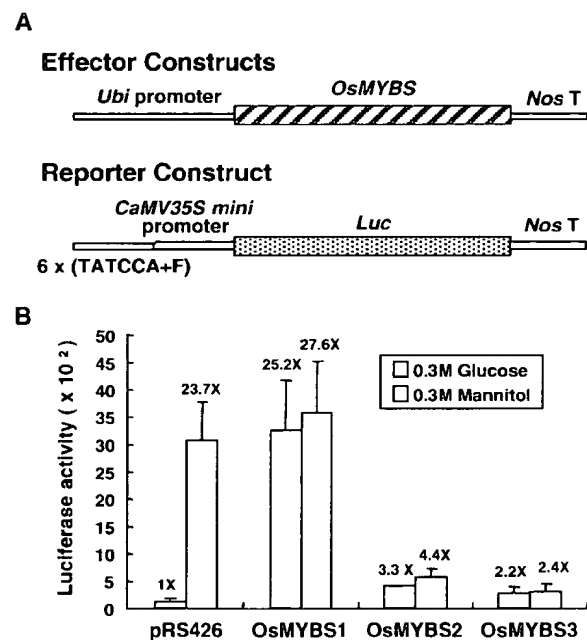 A
Effector Constructs
Ubi promoter OsMYBS Nos T
Reporter Construct
CaMV35S mini
promoter Luc Nos T
6 x (TATCCA+F)
B
Luciferase activity ( x 10 2 )
50
45
40
35
30
25
20
15
10
5
0
1X
23.7X
25.2X
27.6X
3.3 X
4.4X
2.2X
2.4X
0.3M Glucose
0.3M Mannitol
pRS426 OsMYBS1 OsMYBS2 OsMYBS3